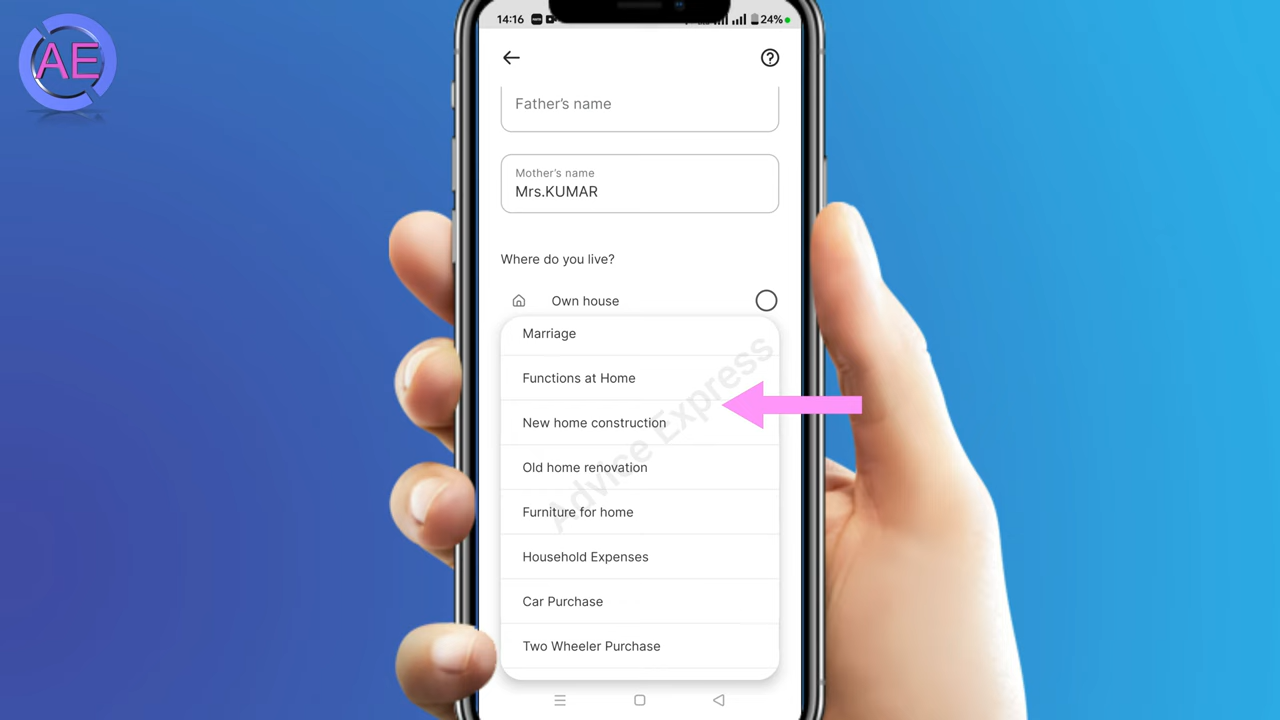 AE
14:16
24%
Father's name
Mother's name
Mrs.KUMAR
Where do you live?
Own house
Marriage
Functions at Home
New home construction
Old home renovation
Furniture for home
Household Expenses
Car Purchase
Two Wheeler Purchase
Advice Express